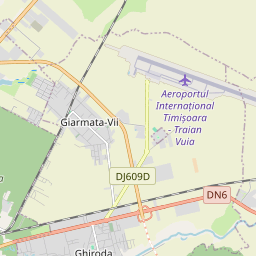 Aeroportul
Internațional
Timișoara
- Traian
Vuia
Giarmata-Vii
DJ609D
DN6
Ghiroda